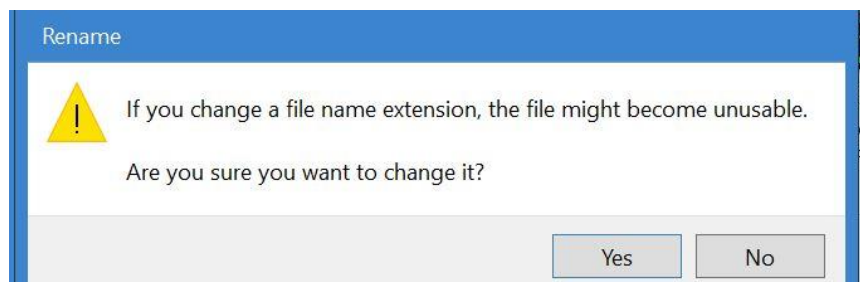 Rename
If you change a file name extension, the file might become unusable.
Are you sure you want to change it?
Yes
No